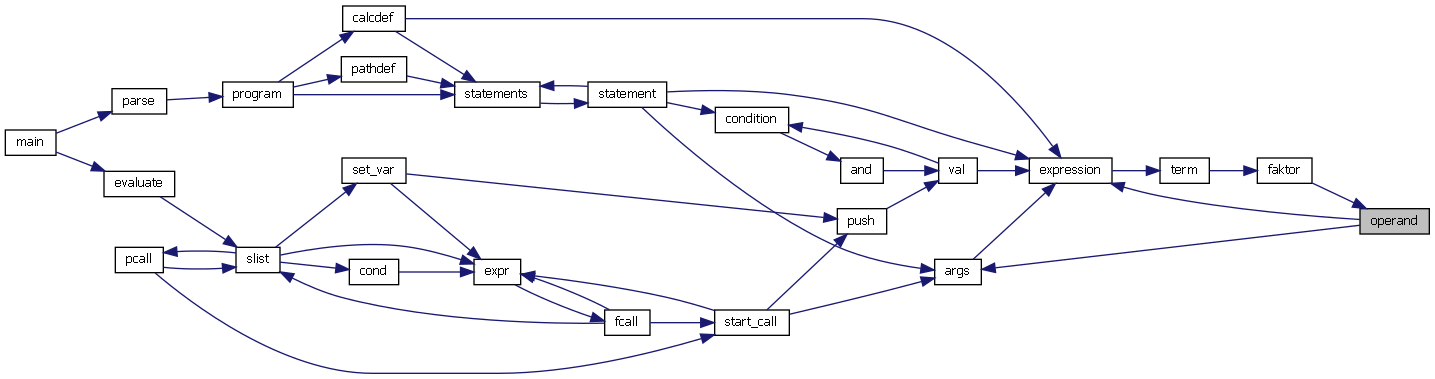 main
parse
evaluate
pcall
program
slist
calcdef
pathdef
set_var
cond
statements
expr
statement
fcall
condition
start_call
and
push
val
args
expression
term
faktor
operand